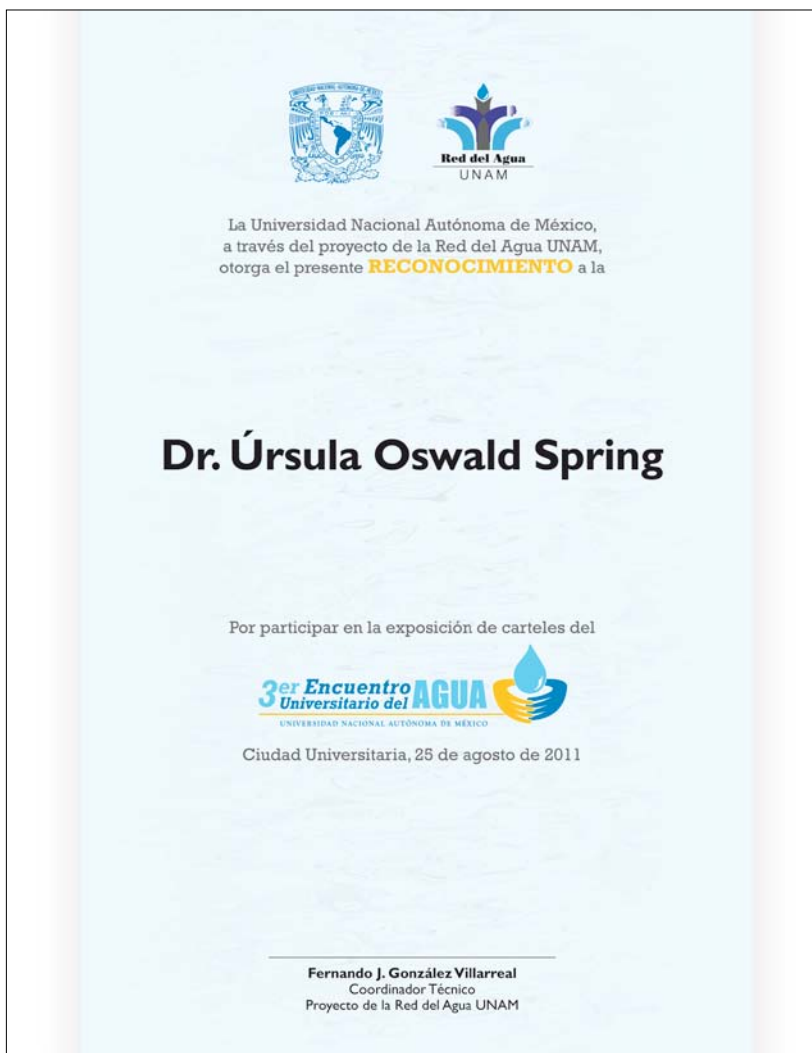 Red del Agua
UNAM
La Universidad Nacional Autónoma de México,
a través del proyecto de la Red del Agua UNAM,
otorga el presente RECONOCIMIENTO a la
Dr. Úrsula Oswald Spring
Por participar en la exposición de carteles del
3er Encuentro
Universitario del AGUA
UNIVERSIDAD NACIONAL AUTÓNOMA DE MÉXICO
Ciudad Universitaria, 25 de agosto de 2011
Fernando J. González Villarreal
Coordinador Técnico
Proyecto de la Red del Agua UNAM